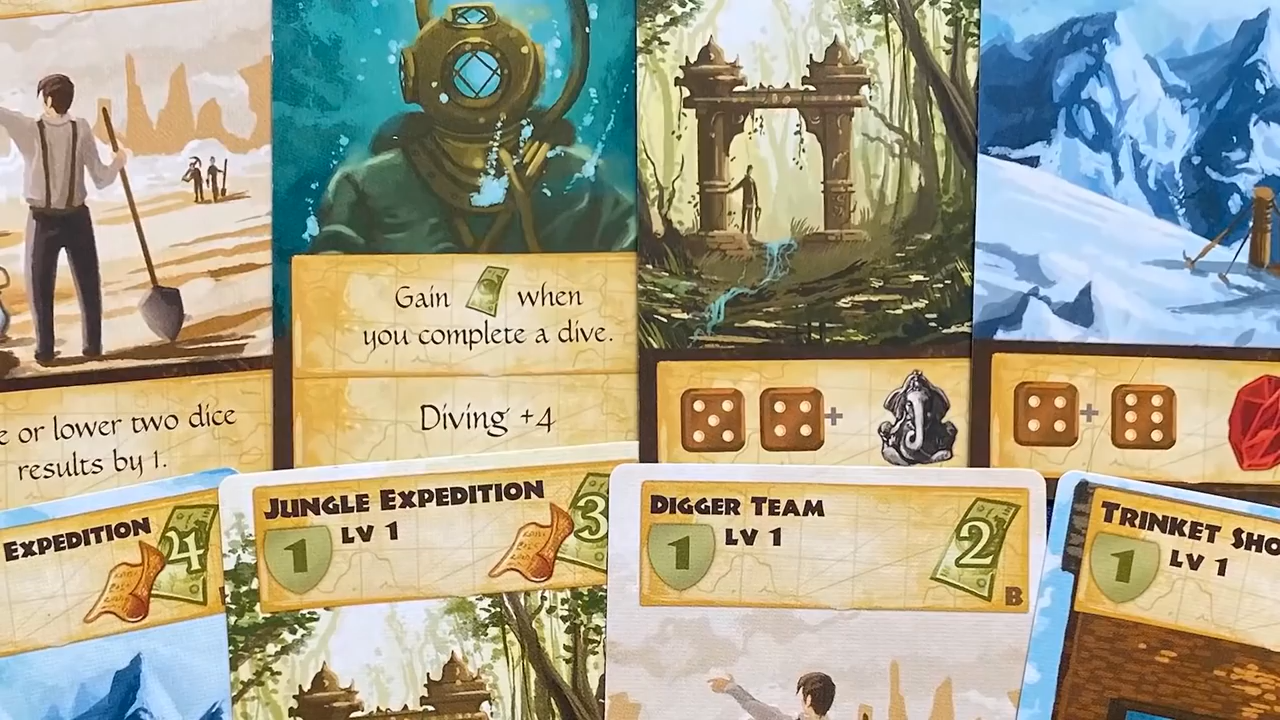 Gain when
you complete a dive.
Diving +4
or lower two dice
results by 1.
EXPEDITION
4
JUNGLE EXPEDITION
1 LV 1
3
DIGGER TEAM
1 LV 1
2
B
TRINKET
1 LV 1